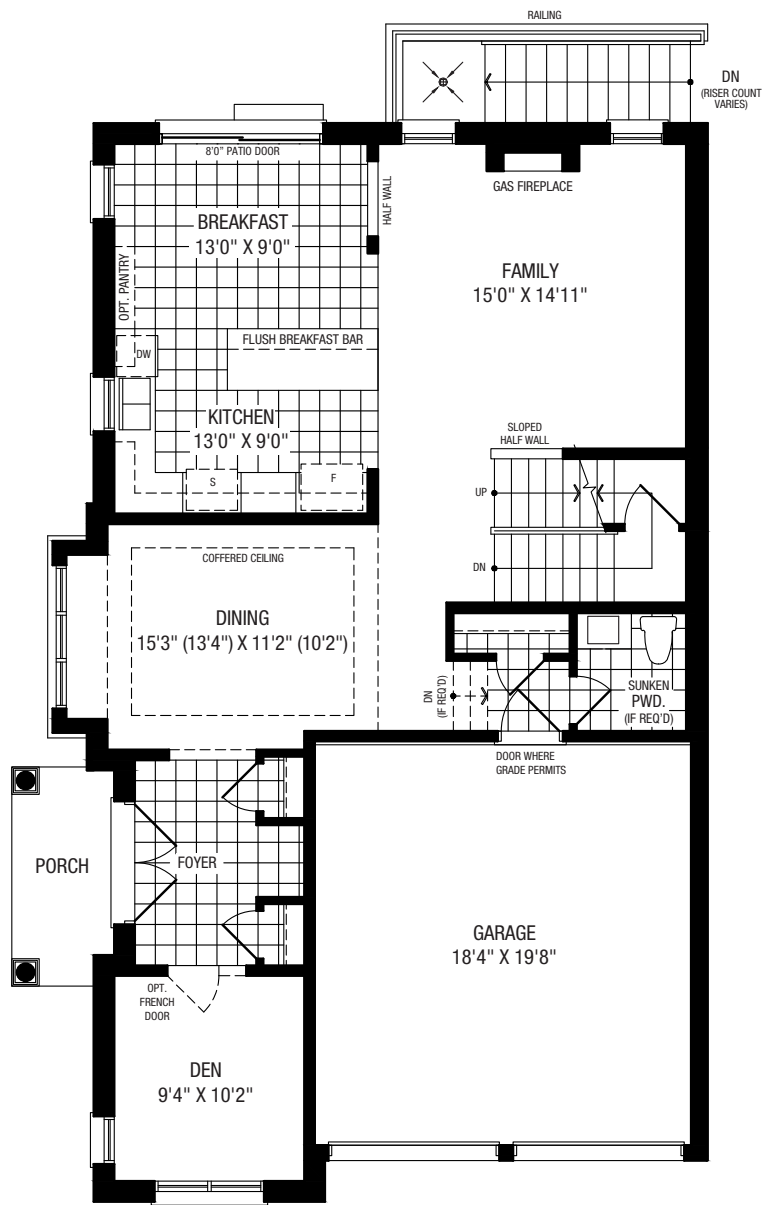 RAILING
DN
(RISER COUNT
VARIES)
8'0" PATIO DOOR
GAS FIREPLACE
HALF WALL
BREAKFAST
13'0" X 9'0"
FAMILY
15'0" X 14'11"
OPT. PANTRY
FLUSH BREAKFAST BAR
DW
KITCHEN
13'0" X 9'0"
SLOPED
HALF WALL
S
F
UP
COFFERED CEILING
DN
DINING
15'3" (13'4") X 11'2" (10'2")
DN
(IF REQ'D)
SUNKEN
PWD.
(IF REQ'D)
DOOR WHERE
GRADE PERMITS
PORCH
FOYER
GARAGE
18'4" X 19'8"
OPT.
FRENCH
DOOR
DEN
9'4" X 10'2"